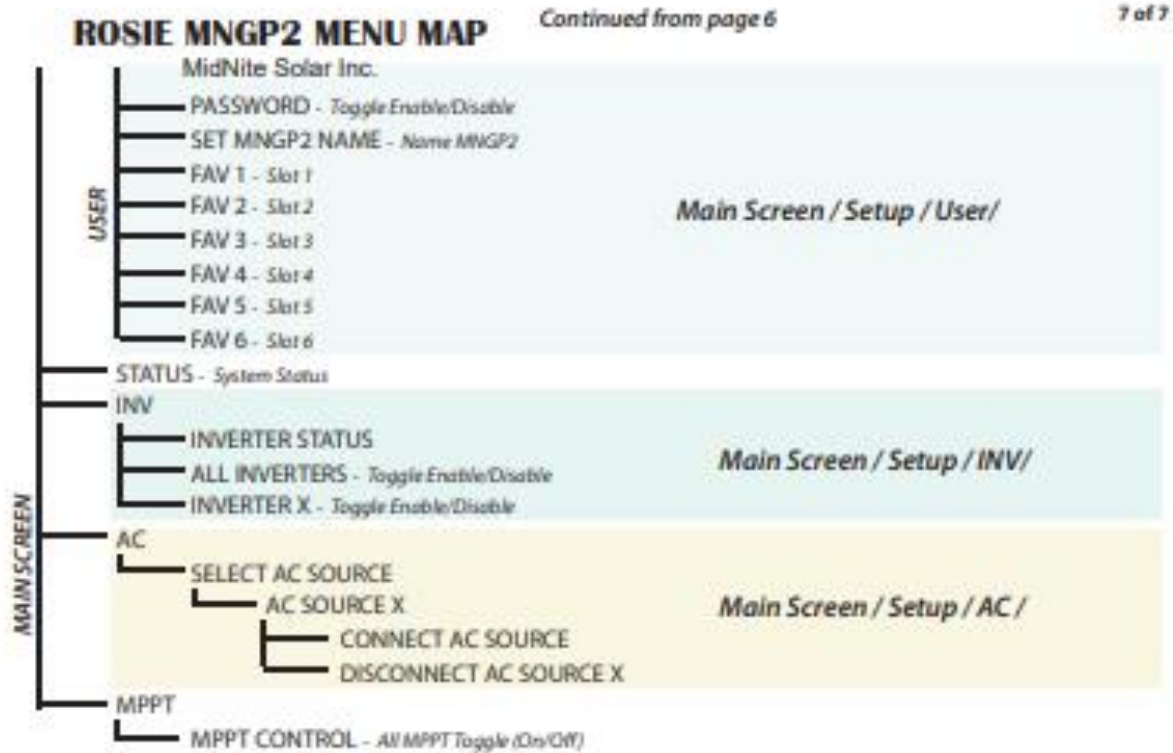 ROSIE MNGP2 MENU MAP
Continued from page 6
7 of 7
MidNite Solar Inc.
PASSWORD - Toggle Enable/Disable
SET MNGP2 NAME - Name MNGP2
FAV 1 - Slot 1
FAV 2 - Slot 2
FAV 3 - Slot 3
FAV 4 - Slot 4
FAV 5 - Slot 5
FAV 6 - Slot 6
USER
Main Screen / Setup / User/
STATUS - System Status
INV
INVERTER STATUS
ALL INVERTERS - Toggle Enable/Disable
INVERTER X - Toggle Enable/Disable
Main Screen / Setup / INV/
MAIN SCREEN
AC
SELECT AC SOURCE
AC SOURCE X
CONNECT AC SOURCE
DISCONNECT AC SOURCE X
Main Screen / Setup / AC /
MPPT
MPPT CONTROL - All MPPT Toggle (On/Off)